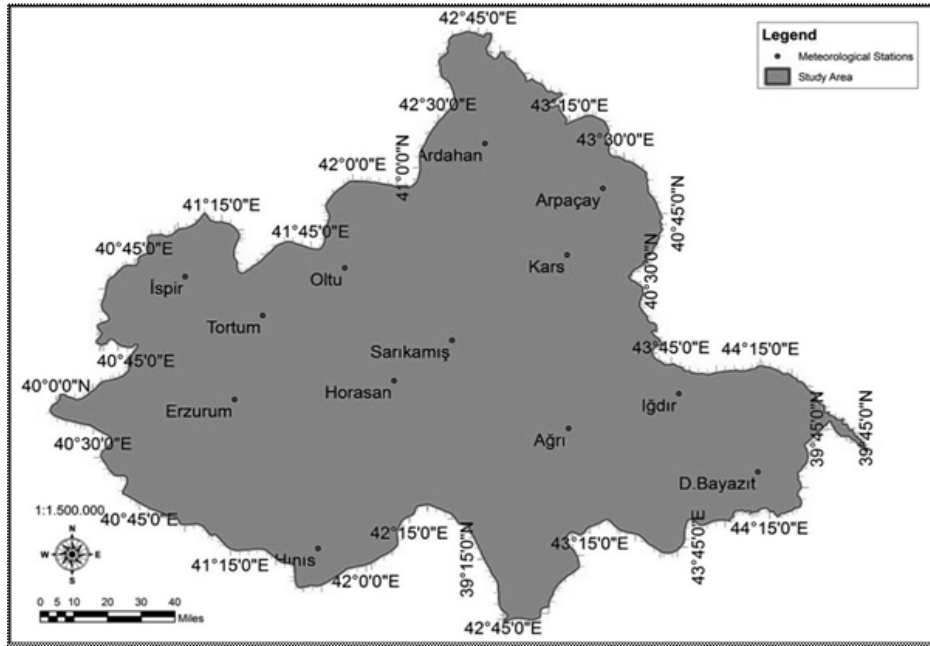 42°45'0"E
Legend
Meteorological Stations
Study Area
42°30'0"E
43°15'0"E
43°30'0"E
Ardahan
42°0'0"E
41°0'0"N
Arpaçay
40°45'0"N
41°15'0"E
41°45'0"E
40°45'0"E
Kars
40°30'0"N
Oltu
İspir
Tortum
Sarıkamış
43°45'0"E
44°15'0"E
40°45'0"E
40°0'0"N
Horasan
Iğdır
Erzurum
39°45'0"N
39°45'0"N
Ağrı
40°30'0"E
D.Bayazıt
1:1.500.000
40°45'0"E
42°15'0"E
39°15'0"N
43°15'0"E
43°45'0"E
44°15'0"E
N
W E
S
41°15'0"E
Hınıs
42°0'0"E
0 5 10 20 30 40
Miles
42°45'0"E